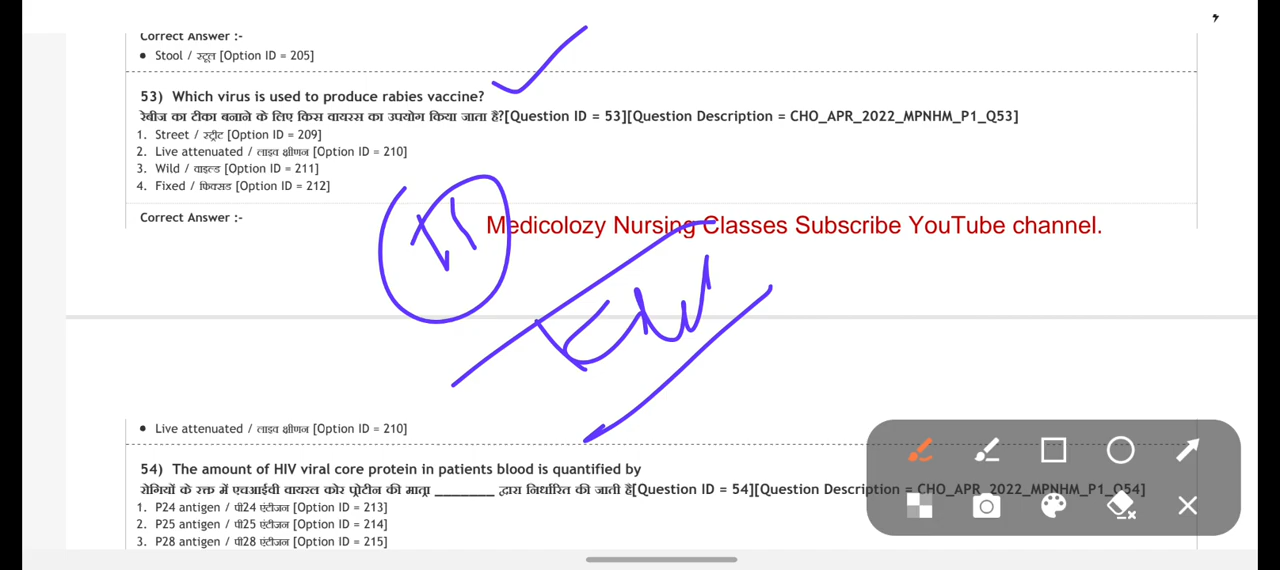 Correct Answer :-
• Stool / स्टूल [Option ID = 205]
53) Which virus is used to produce rabies vaccine?
रेबीज का टीका बनाने के लिए किस वायरस का उपयोग किया जाता है?[Question ID = 53][Question Description = CHO_APR_2022_MPNHM_P1_Q53]
1. Street / स्ट्रीट [Option ID = 209]
2. Live attenuated / लाइव क्षीणन [Option ID = 210]
3. Wild / वाइल्ड [Option ID = 211]
4. Fixed / फिक्सड [Option ID = 212]
Correct Answer :-
Medicolozy Nursing Classes Subscribe YouTube channel.
• Live attenuated / लाइव क्षीणन [Option ID = 210]
54) The amount of HIV viral core protein in patients blood is quantified by
रोगियों के रक्त में एचआईवी वायरल कोर प्रोटीन की मात्रा ________ द्वारा निर्धारित की जाती है[Question ID = 54][Question Description = CHO_APR_2022_MPNHM_P1_Q54]
1. P24 antigen / पी24 एंटीजन [Option ID = 213]
2. P25 antigen / पी25 एंटीजन [Option ID = 214]
3. P28 antigen / पी28 एंटीजन [Option ID = 215]